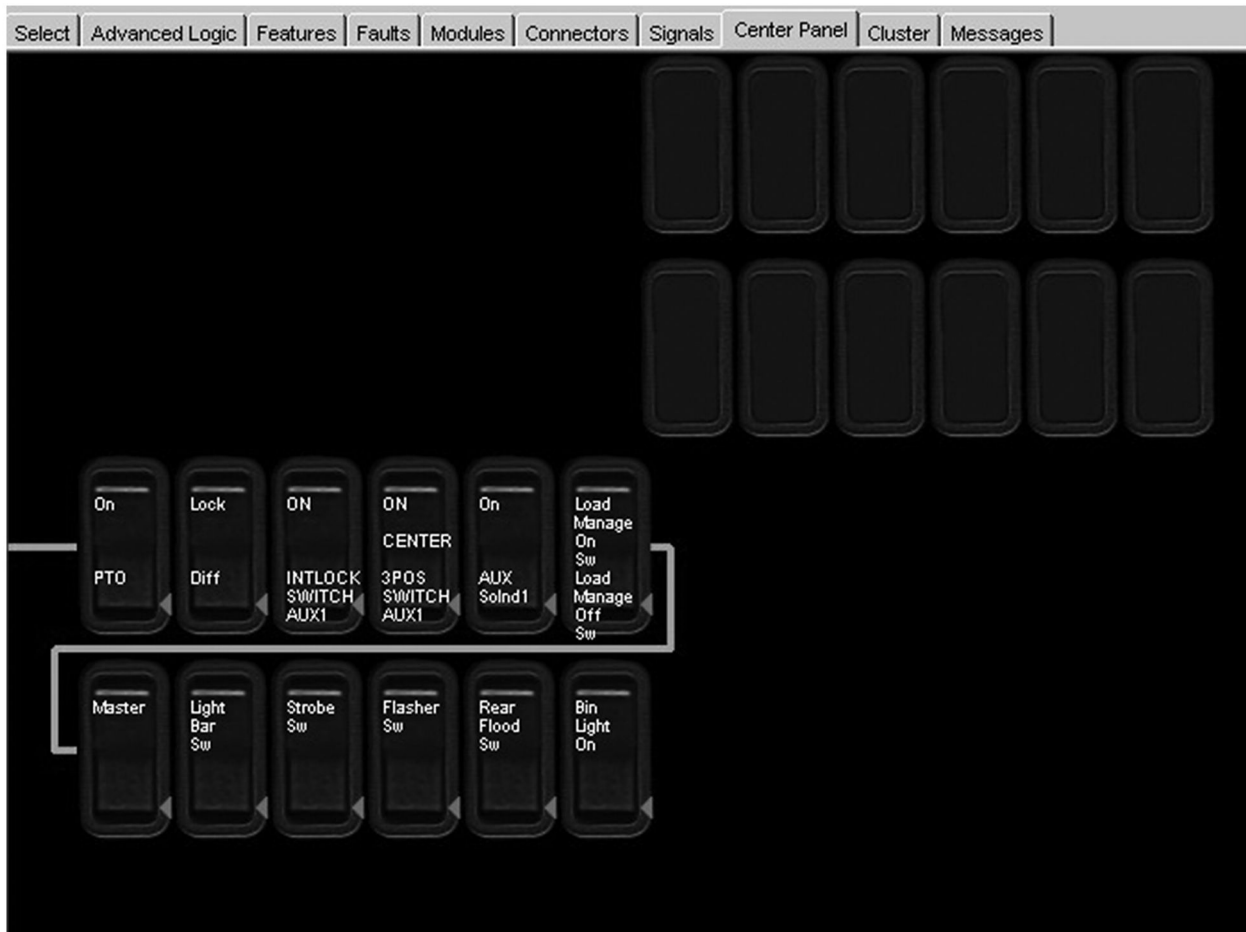 Select Advanced Logic Features Faults Modules Connectors Signals Center Panel Cluster Messages
On
PTO
Lock
Diff
ON
INTLOCK
SWITCH
AUX1
ON
CENTER
3POS
SWITCH
AUX1
On
AUX
Solnd1
Load
Manage
On
Sw
Load
Manage
Off
Sw
Master
Light
Bar
Sw
Strobe
Sw
Flasher
Sw
Rear
Flood
Sw
Bin
Light
On